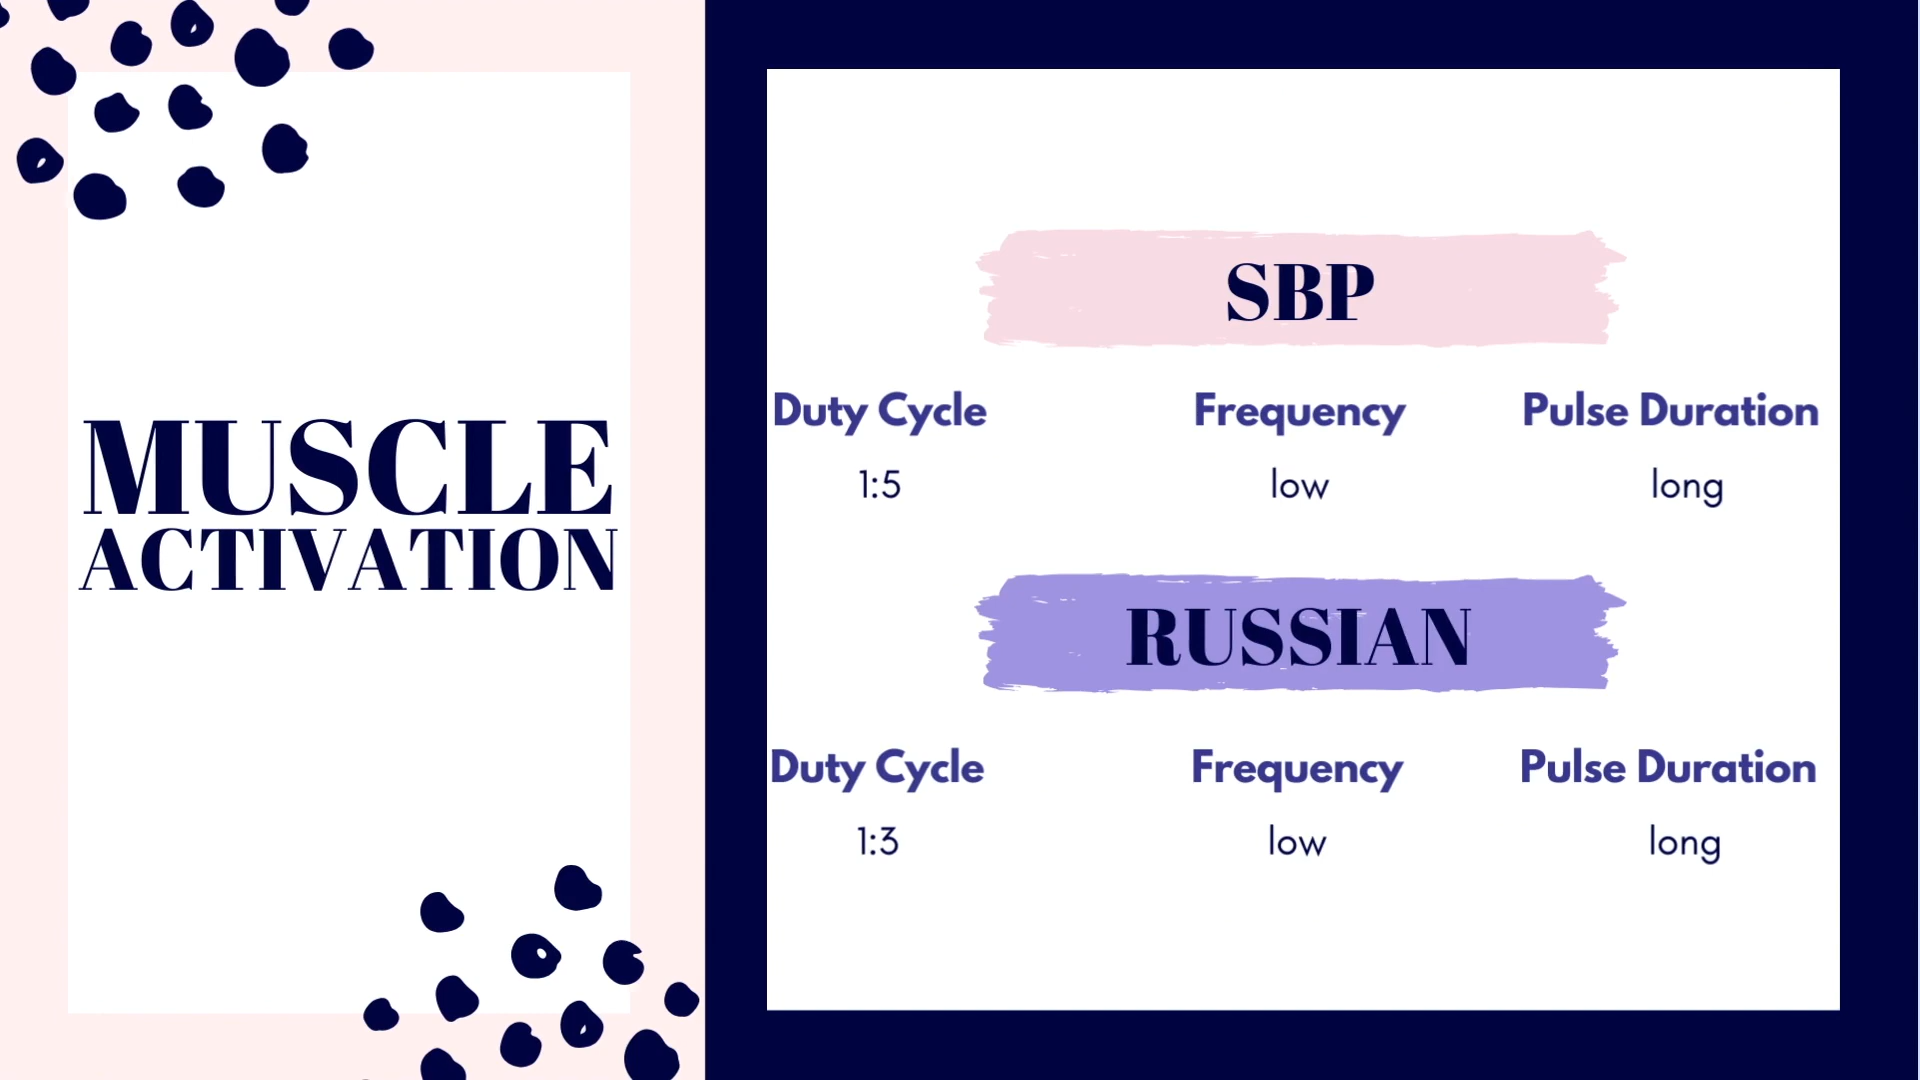 MUSCLE
ACTIVATION
SBP
Duty Cycle Frequency Pulse Duration
1:5 low long
RUSSIAN
Duty Cycle Frequency Pulse Duration
1:3 low long